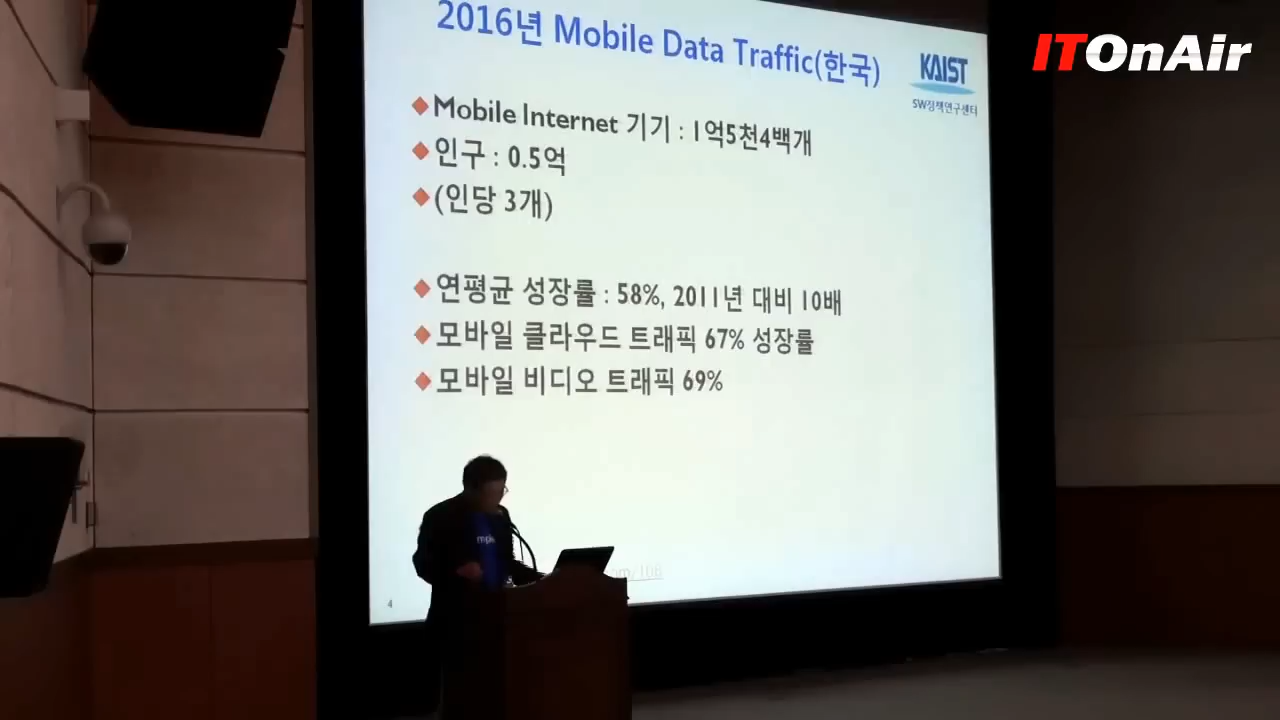 2016년 Mobile Data Traffic(한국)
ITOnAir
KAIST
SW정책연구센터
Mobile Internet 기기 : 1억5천4백개
인구 : 0.5억
(인당 3개)
연평균 성장률 : 58%, 2011년 대비 10배
모바일 클라우드 트래픽 67% 성장률
모바일 비디오 트래픽 69%
4